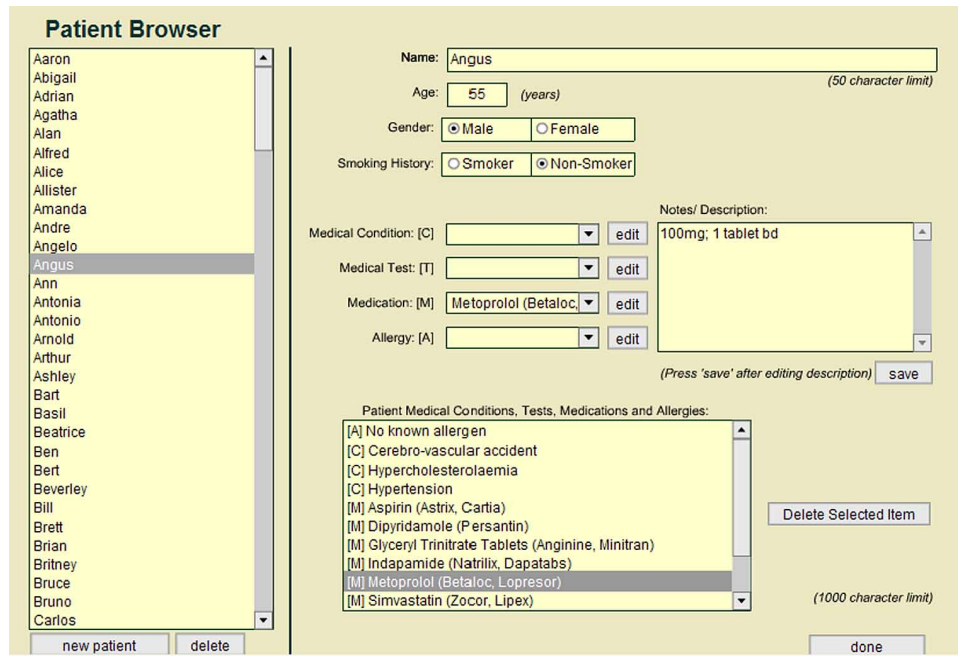 Patient Browser
Aaron
Abigail
Adrian
Agatha
Alan
Alfred
Alice
Allister
Amanda
Andre
Angelo
Angus
Ann
Antonia
Antonio
Arnold
Arthur
Ashley
Bart
Basil
Beatrice
Ben
Bert
Beverley
Bill
Brett
Brian
Britney
Bruce
Bruno
Carlos
new patient delete
Name: Angus
(50 character limit)
Age: 55 (years)
Gender: Male Female
Smoking History: Smoker Non-Smoker
Medical Condition: [C] edit
Medical Test: [T] edit
Medication: [M] Metoprolol (Betaloc, edit
Allergy: [A] edit
Notes/ Description:
100mg; 1 tablet bd
(Press 'save' after editing description) save
Patient Medical Conditions, Tests, Medications and Allergies:
[A] No known allergen
[C] Cerebro-vascular accident
[C] Hypercholesterolaemia
[C] Hypertension
[M] Aspirin (Astrix, Cartia)
[M] Dipyridamole (Persantin)
[M] Glyceryl Trinitrate Tablets (Anginine, Minitran)
[M] Indapamide (Natrilix, Dapatabs)
[M] Metoprolol (Betaloc, Lopresor)
[M] Simvastatin (Zocor, Lipex)
Delete Selected Item
(1000 character limit)
done